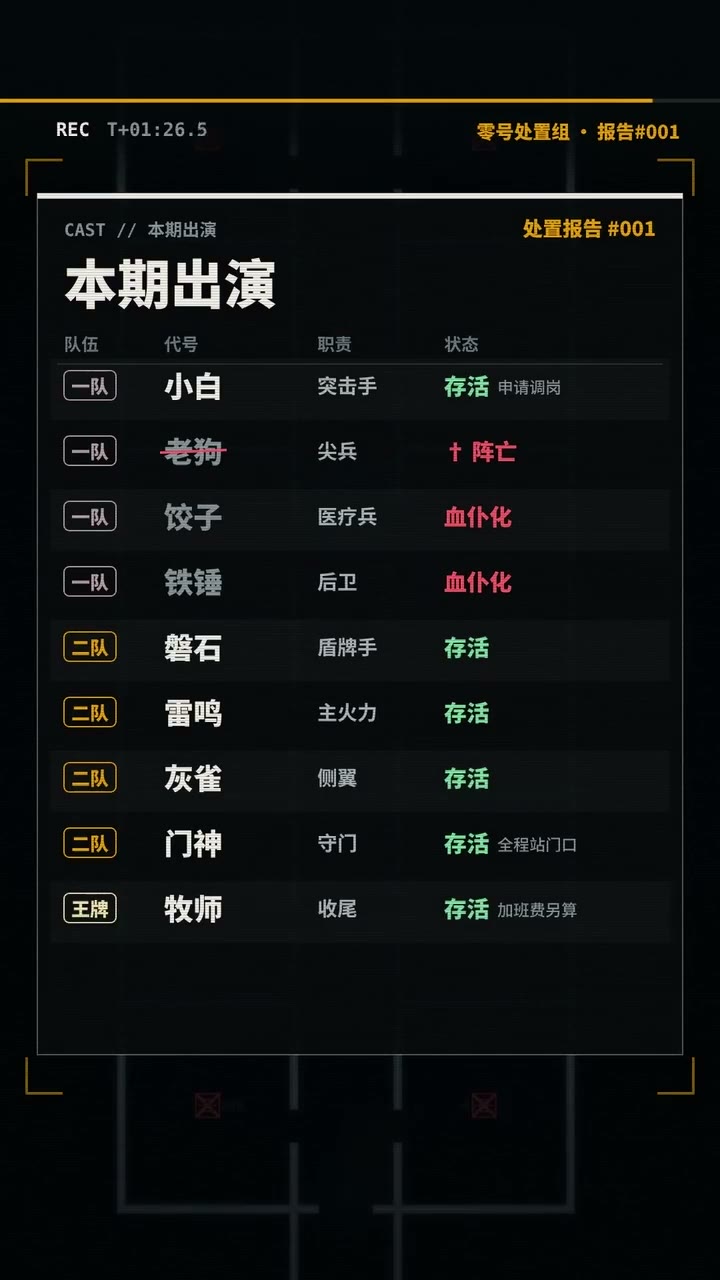 REC T+01:26.5 零号处置组 • 报告#001
CAST // 本期出演 处置报告 #001
本期出演
队伍 代号 职责 状态
一队 小白 突击手 存活 申请调岗
一队 老狗 尖兵 † 阵亡
一队 饺子 医疗兵 血仆化
一队 铁锤 后卫 血仆化
二队 磐石 盾牌手 存活
二队 雷鸣 主火力 存活
二队 灰雀 侧翼 存活
二队 门神 守门 存活 全程站门口
王牌 牧师 收尾 存活 加班费另算